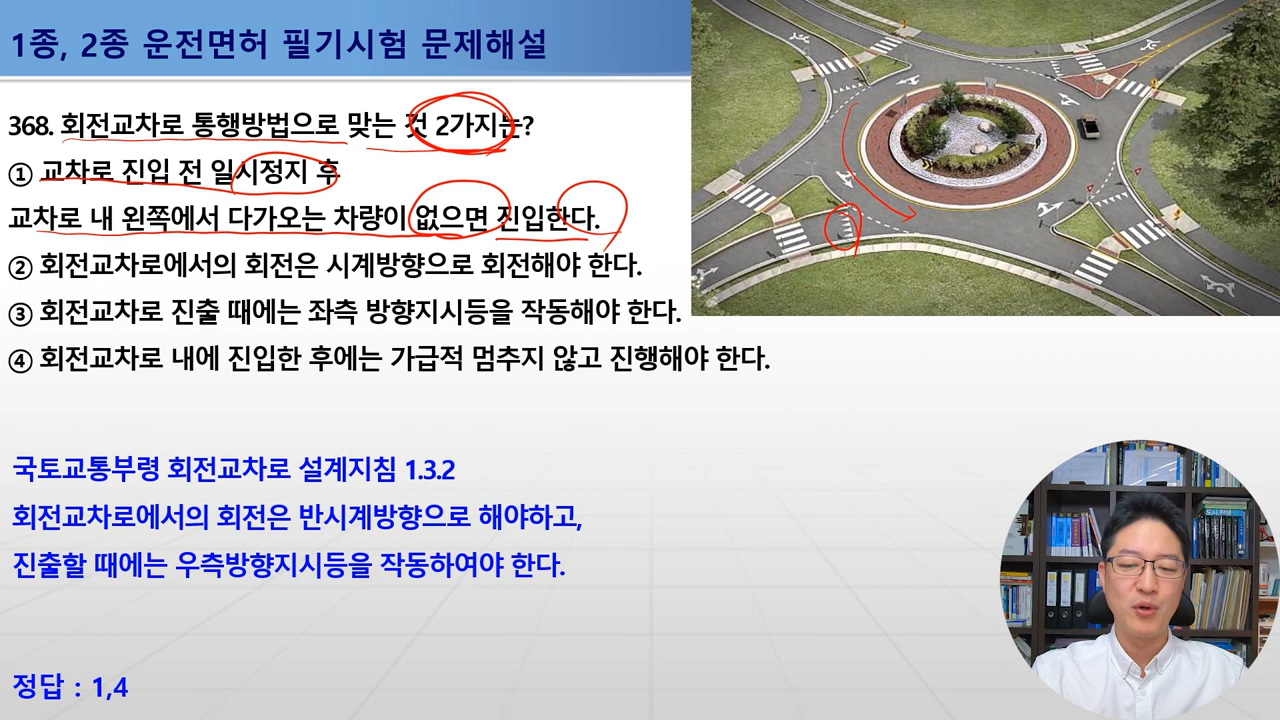 1종, 2종 운전면허 필기시험 문제해설
368. 회전교차로 통행방법으로 맞는 것 2가지는?
① 교차로 진입 전 일시정지 후
교차로 내 왼쪽에서 다가오는 차량이 없으면 진입한다.
② 회전교차로에서의 회전은 시계방향으로 회전해야 한다.
③ 회전교차로 진출 때에는 좌측 방향지시등을 작동해야 한다.
④ 회전교차로 내에 진입한 후에는 가급적 멈추지 않고 진행해야 한다.
국토교통부령 회전교차로 설계지침 1.3.2
회전교차로에서의 회전은 반시계방향으로 해야하고,
진출할 때에는 우측방향지시등을 작동하여야 한다.
정답 : 1,4